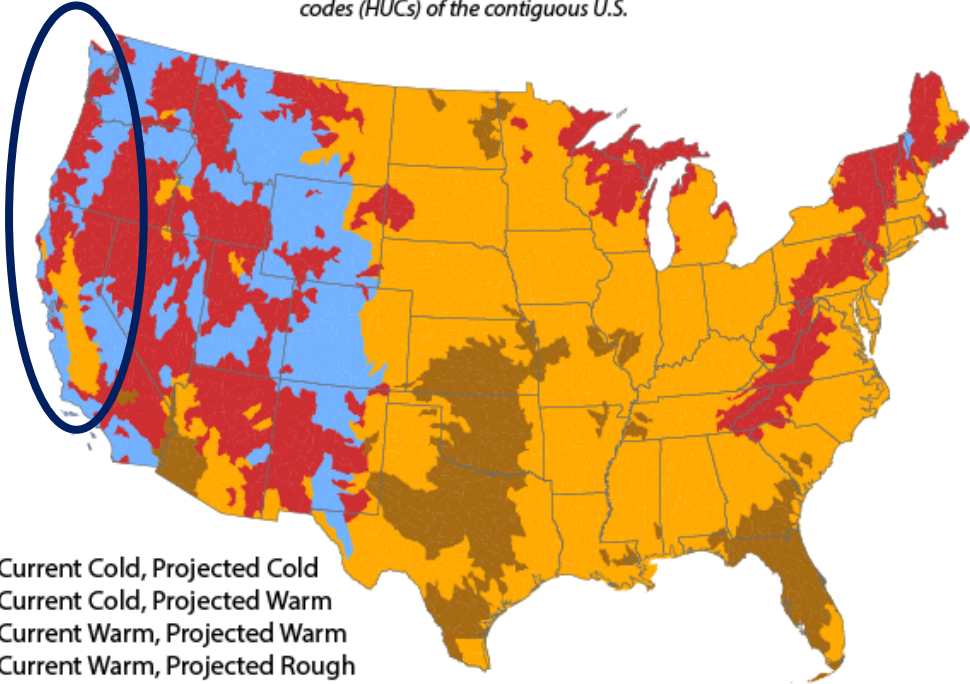 codes (HUCs) of the contiguous U.S.
Current Cold, Projected Cold
Current Cold, Projected Warm
Current Warm, Projected Warm
Current Warm, Projected Rough